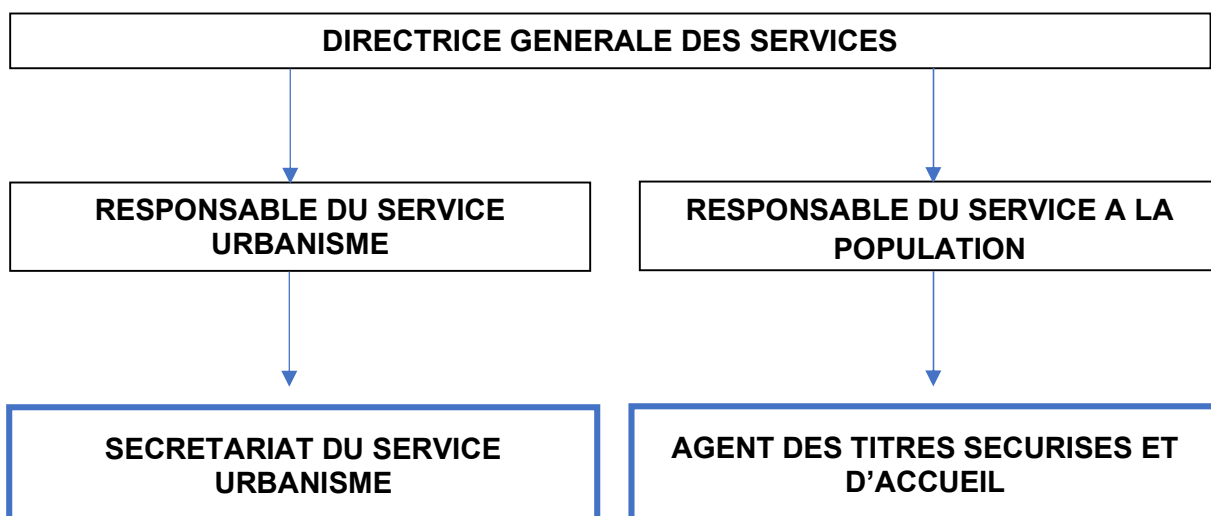 DIRECTRICE GENERALE DES SERVICES
RESPONSABLE DU SERVICE
URBANISME
RESPONSABLE DU SERVICE A LA
POPULATION
SECRETARIAT DU SERVICE
URBANISME
AGENT DES TITRES SECURISES ET
D’ACCUEIL